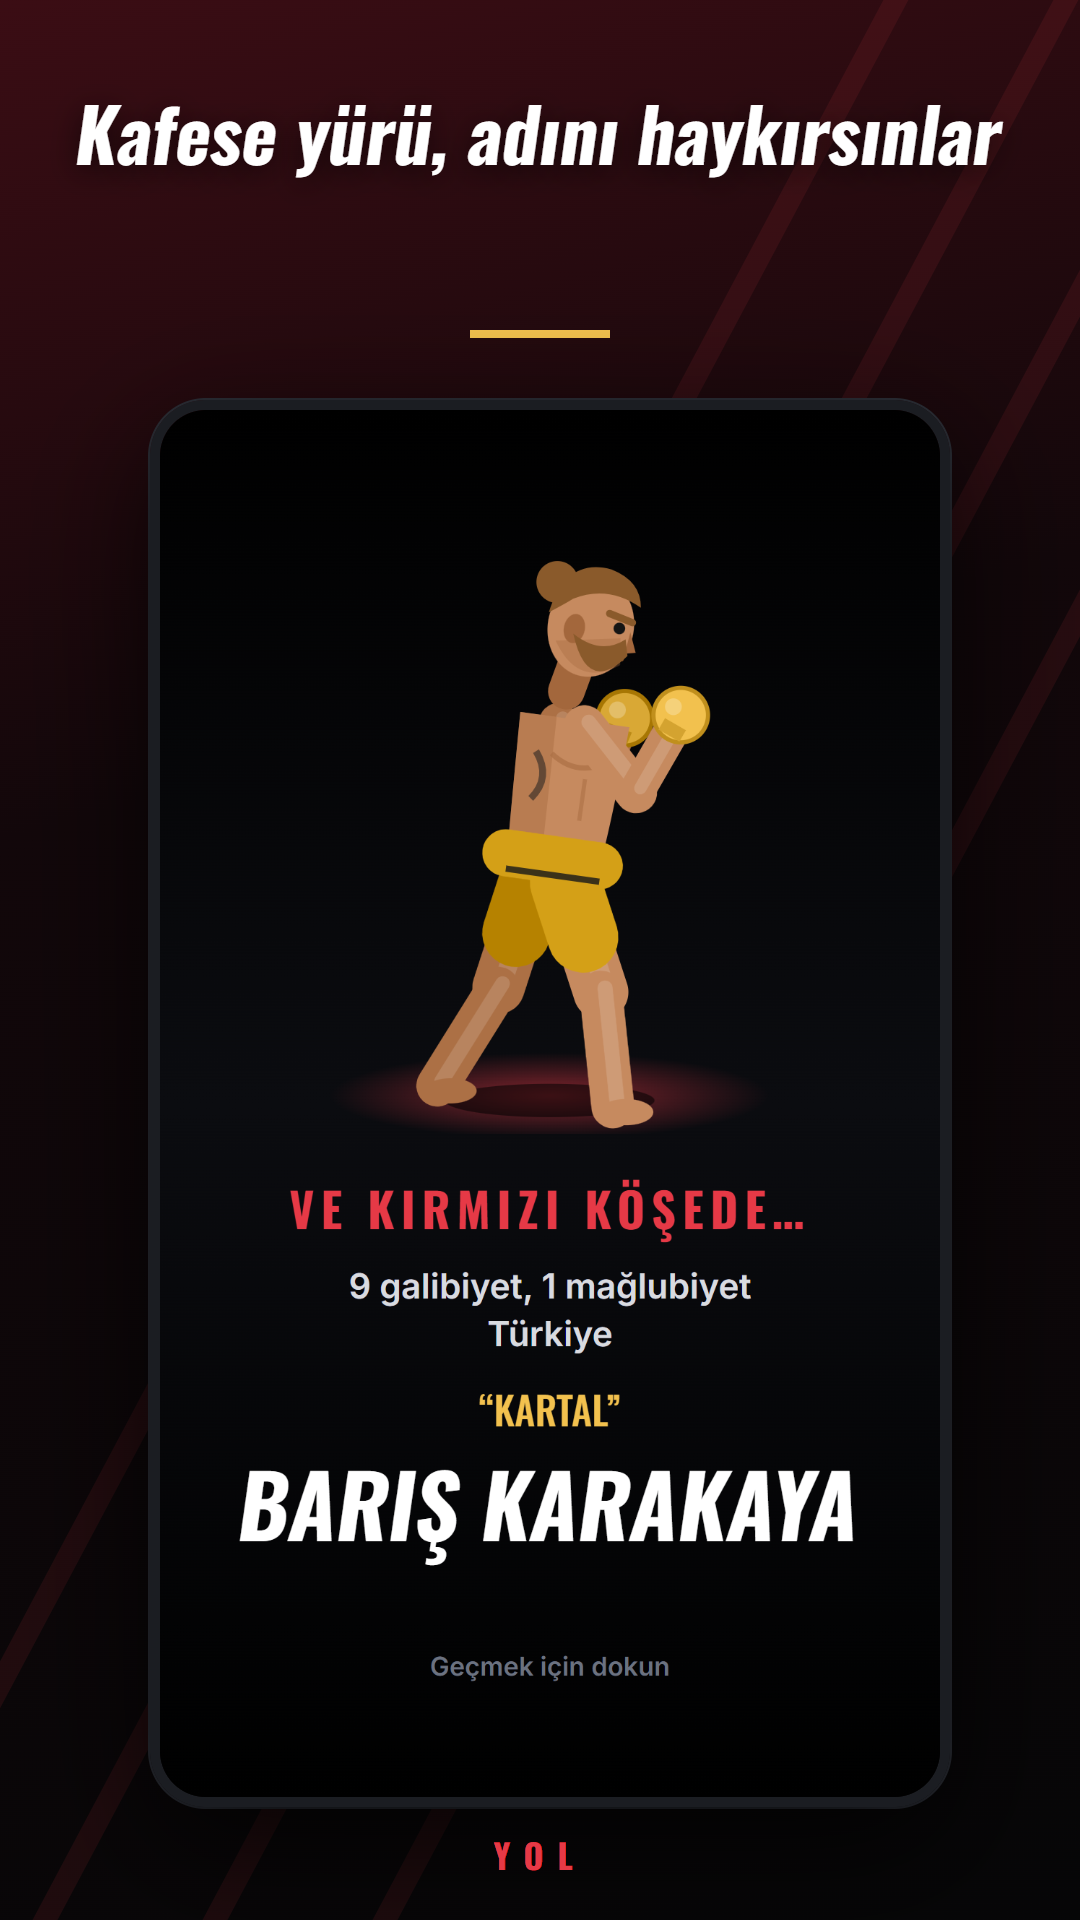 Kafese yürü, adını haykırsınlar
VE KIRMIZI KÖŞEDE...
9 galibiyet, 1 mağlubiyet
Türkiye
“KARTAL”
BARIŞ KARAKAYA
Geçmek için dokun
YOL